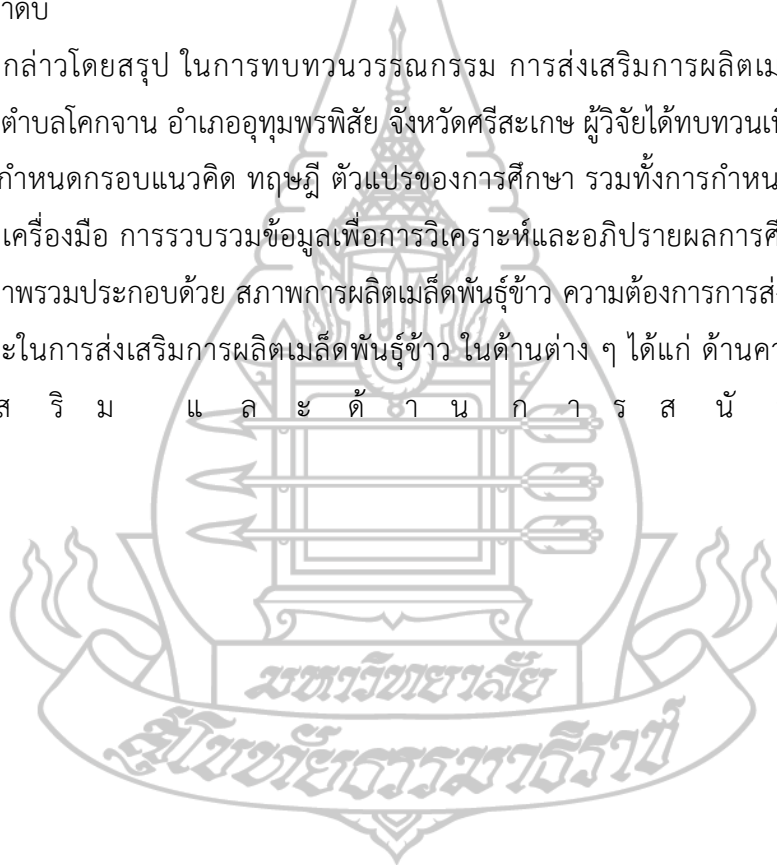 าดับ
กล่าวโดยสรุป ในการทบทวนวรรณกรรม การส่งเสริมการผลิตเม
ตำบลโคกจาน อำเภออุทุมพรพิสัย จังหวัดศรีสะเกษ ผู้วิจัยได้ทบทวนเ
กำหนดกรอบแนวคิด ทฤษฎี ตัวแปรของการศึกษา รวมทั้งการกำหน
เครื่องมือ การรวบรวมข้อมูลเพื่อการวิเคราะห์และอภิปรายผลการศึ
าพรวมประกอบด้วย สภาพการผลิตเมล็ดพันธุ์ข้าว ความต้องการการส่
ะในการส่งเสริมการผลิตเมล็ดพันธุ์ข้าว ในด้านต่าง ๆ ได้แก่ ด้านคว
ส ริ ม แ ล ะ ด้ า น ก า ร ส นั
มหาวิทยาลัย
สุโขทัยธรรมาธิราช